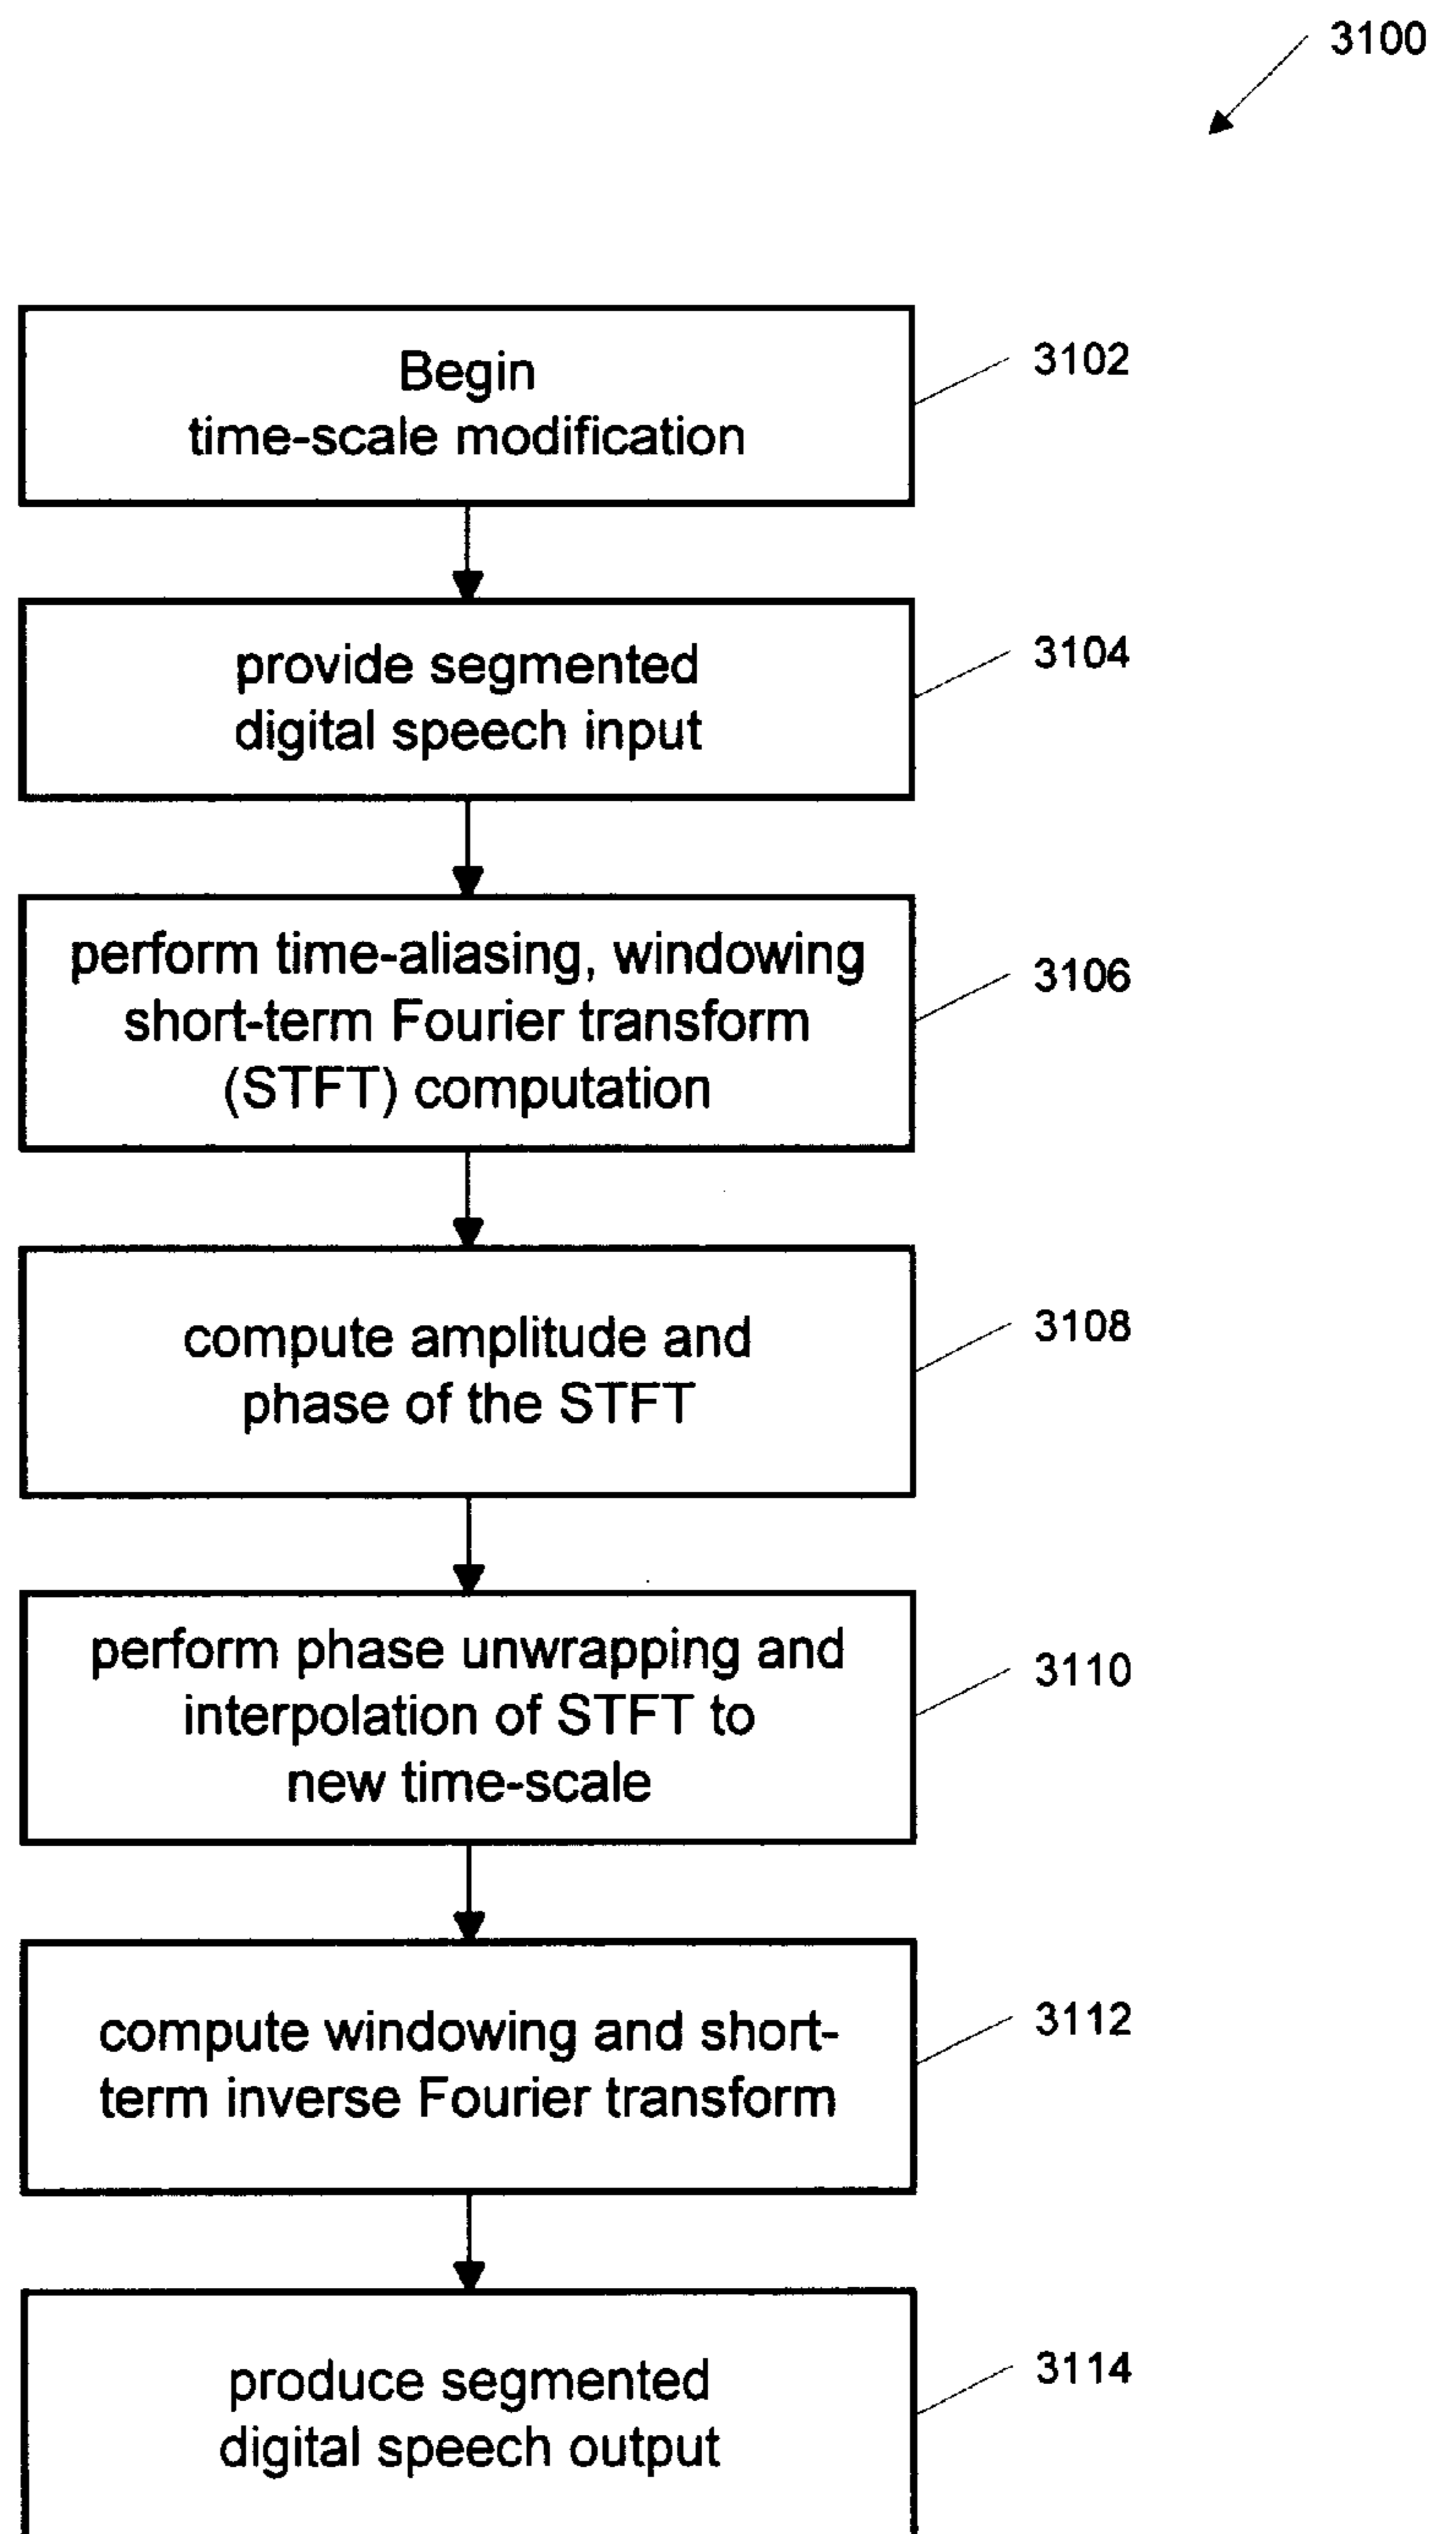 3100
Begin
time-scale modification
3102
provide segmented
digital speech input
3104
perform time-aliasing, windowing
short-term Fourier transform
(STFT) computation
3106
compute amplitude and
phase of the STFT
3108
perform phase unwrapping and
interpolation of STFT to
new time-scale
3110
compute windowing and short-
term inverse Fourier transform
3112
produce segmented
digital speech output
3114